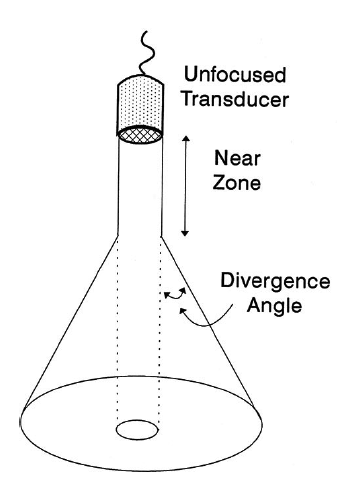 Unfocused
Transducer
Near
Zone
Divergence
Angle